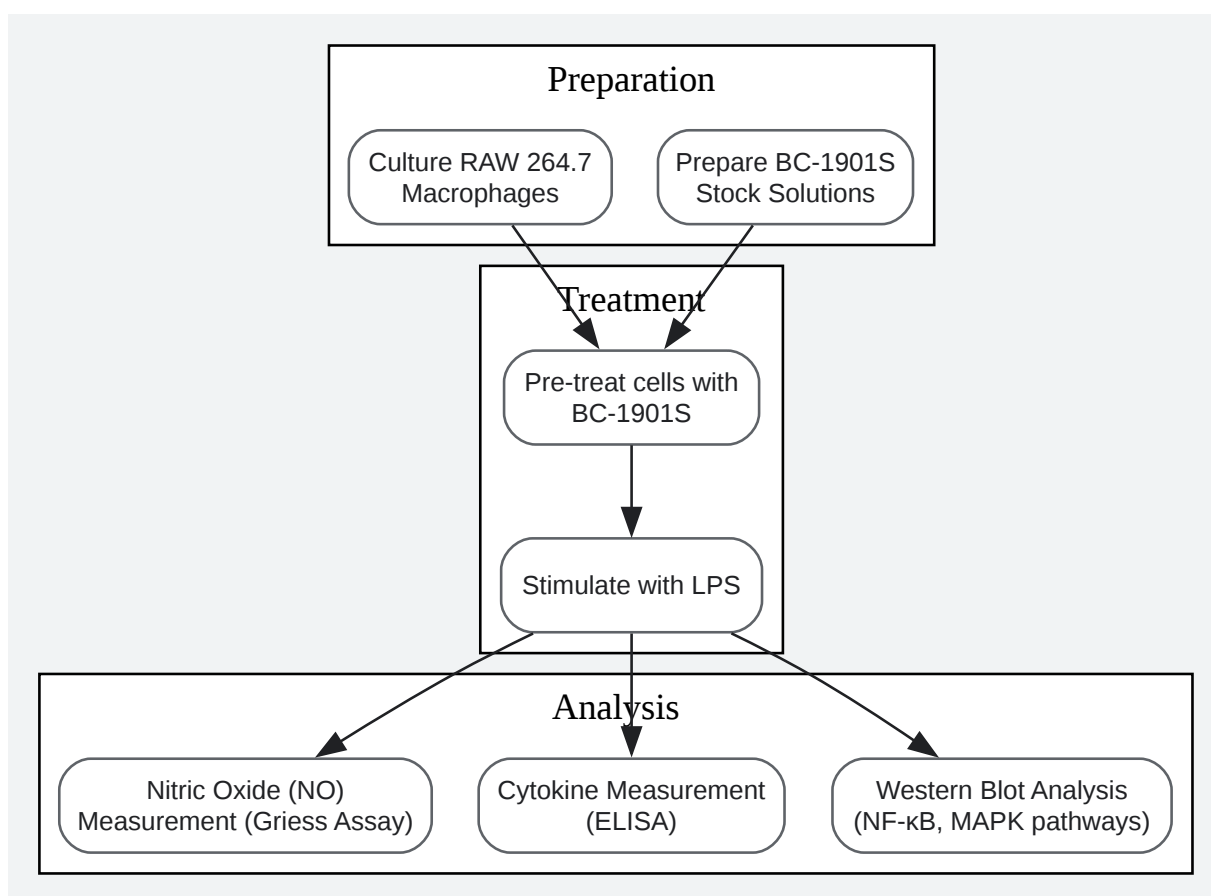 Preparation
Culture RAW 264.7
Macrophages
Prepare BC-1901S
Stock Solutions
Treatment
Pre-treat cells with
BC-1901S
Stimulate with LPS
Analysis
Nitric Oxide (NO)
Measurement (Griess Assay)
Cytokine Measurement
(ELISA)
Western Blot Analysis
(NF-κB, MAPK pathways)